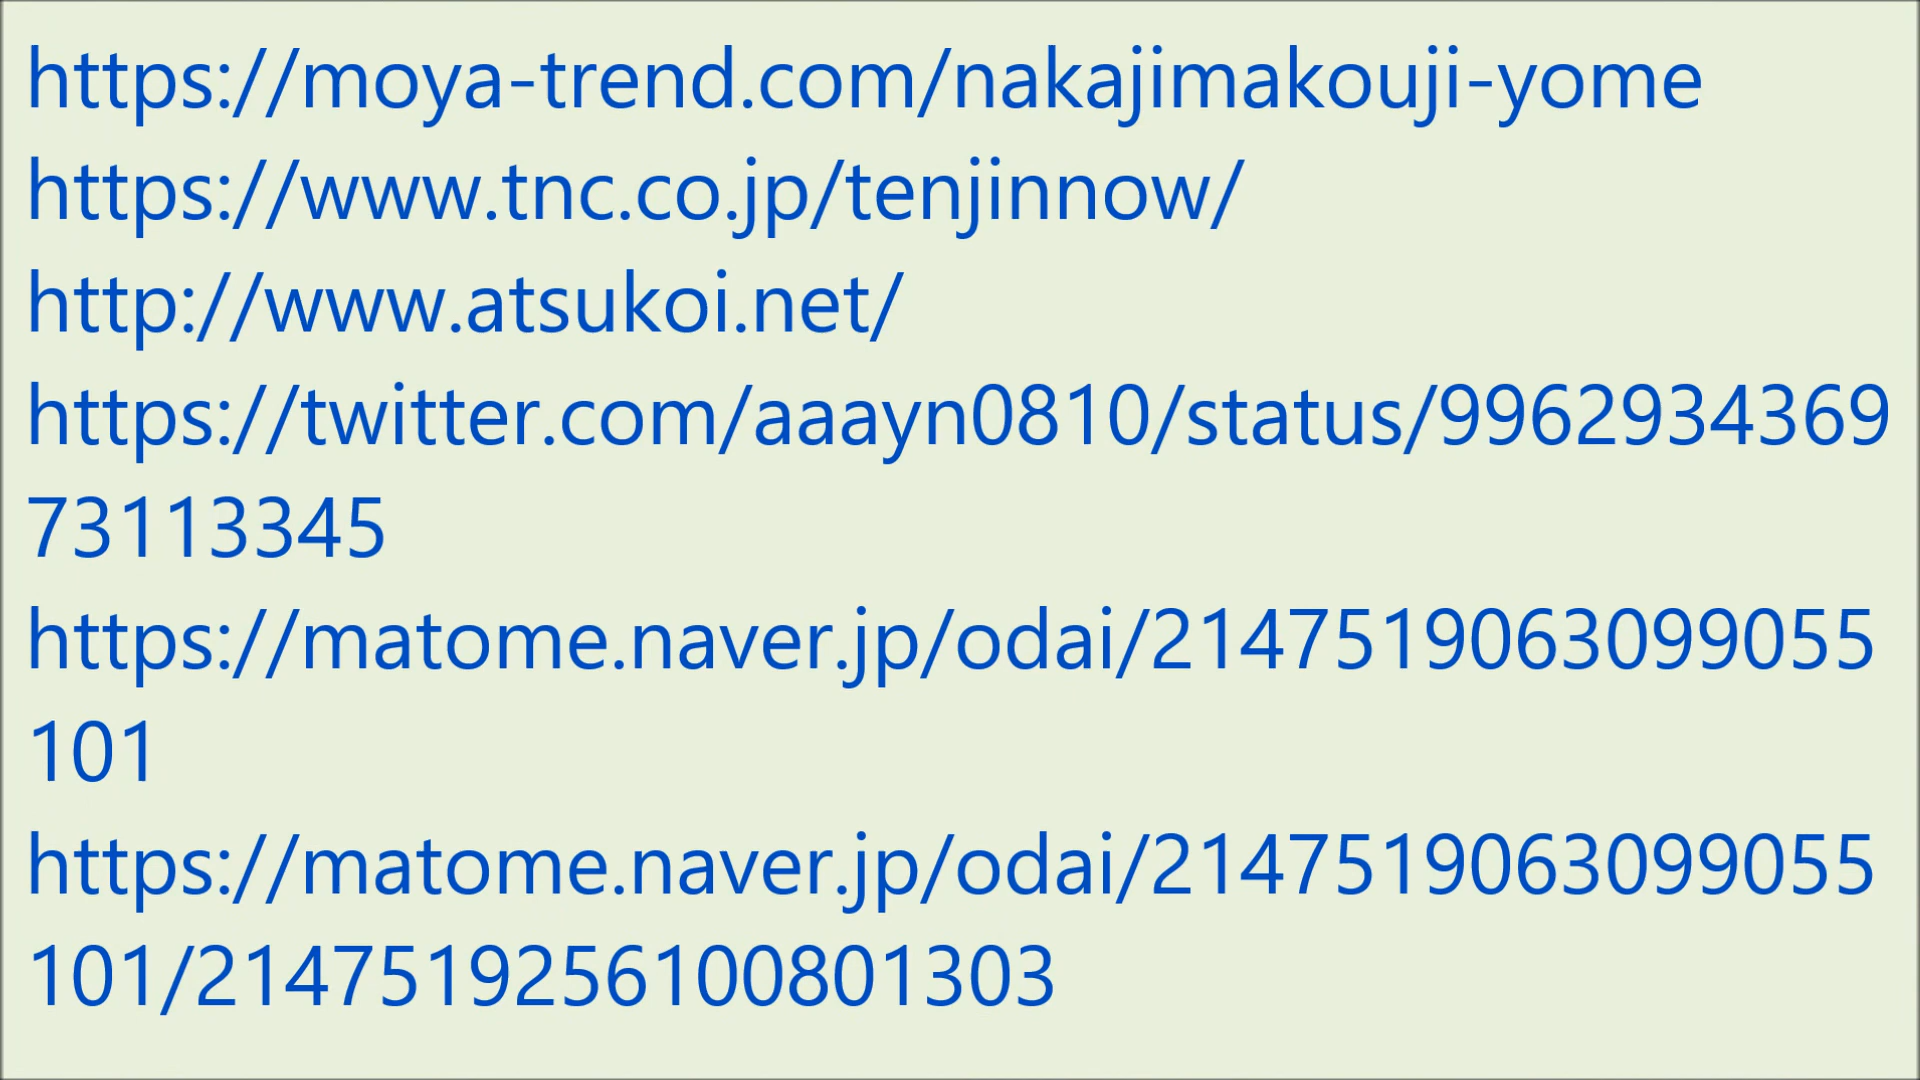 https://moya-trend.com/nakajimakouji-yome
https://www.tnc.co.jp/tenjinnow/
http://www.atsukoi.net/
https://twitter.com/aaayn0810/status/9962934369
73113345
https://matome.naver.jp/odai/2147519063099055
101
https://matome.naver.jp/odai/2147519063099055
101/2147519256100801303